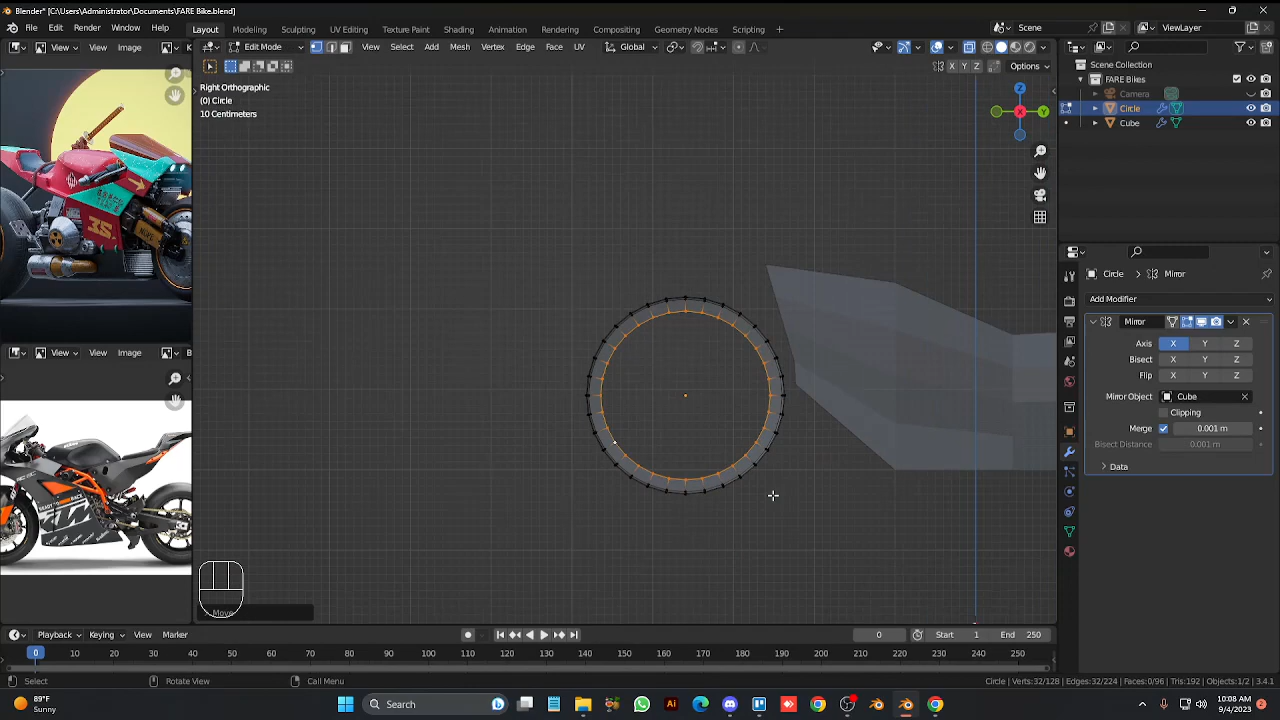 Blender* [C:\Users\Administrator\Documents\FARE Bike.blend]
File Edit Render Window Help Layout Modeling Sculpting UV Editing Texture Paint Shading Animation Rendering Compositing Geometry Nodes Scripting + Scene ViewLayer
View View Image Edit Mode View Select Add Mesh Vertex Edge Face UV Global
X Y Z Options
Right Orthographic
(0) Circle
10 Centimeters
Scene Collection
FARE Bikes
Camera
Circle
Cube
Z
X
Y
35
View View Image
Circle Mirror
Add Modifier
Mirror
Axis X Y Z
Bisect X Y Z
Flip X Y Z
Mirror Object Cube
Clipping
Merge 0.001 m
Bisect Distance 0.001 m
Data
Move
Playback Keying View Marker 0 Start 1 End 250
0 10 20 30 40 50 60 70 80 90 100 110 120 130 140 150 160 170 180 190 200 210 220 230 240 250
Select Rotate View Call Menu Circle | Verts:32/128 | Edges:32/224 | Faces:0/96 | Tris:192 | Objects:1/2 | 3.4.1
89°F
Sunny
Search
10:08 AM
9/4/2023